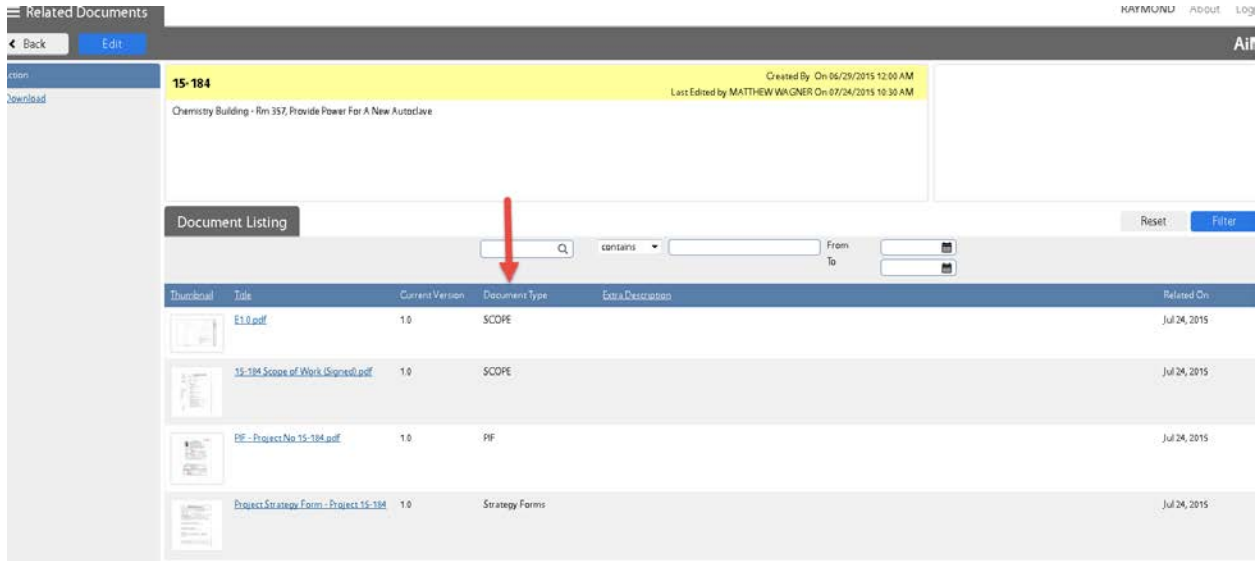 Related Documents
RAYMOND About Log
Back Edit
AiM
ction
Download
15-184
Created By On 06/29/2015 12:00 AM
Last Edited by MATTHEW WAGNER On 07/24/2015 10:30 AM
Chemistry Building - Rm 357, Provide Power For A New Autoclave
Document Listing
Reset Filter
contains From
To
Thumbnail Title Current Version Document Type Extra Description Related On
E1.0.pdf 1.0 SCOPE Jul 24, 2015
15-184 Scope of Work (Signed).pdf 1.0 SCOPE Jul 24, 2015
PIF - Project No 15-184.pdf 1.0 PIF Jul 24, 2015
Project Strategy Form - Project 15-184 1.0 Strategy Forms Jul 24, 2015